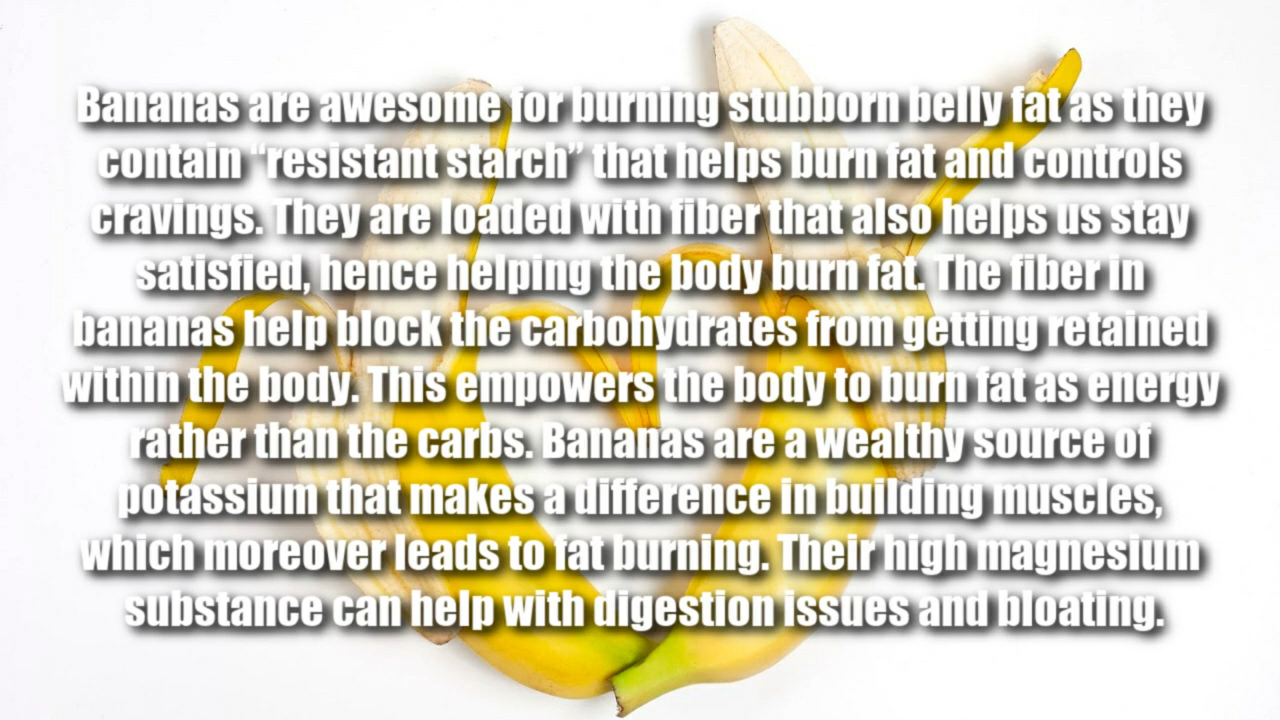 Bananas are awesome for burning stubborn belly fat as they
contain “resistant starch” that helps burn fat and controls
cravings. They are loaded with fiber that also helps us stay
satisfied, hence helping the body burn fat. The fiber in
bananas help block the carbohydrates from getting retained
within the body. This empowers the body to burn fat as energy
rather than the carbs. Bananas are a wealthy source of
potassium that makes a difference in building muscles,
which moreover leads to fat burning. Their high magnesium
substance can help with digestion issues and bloating.